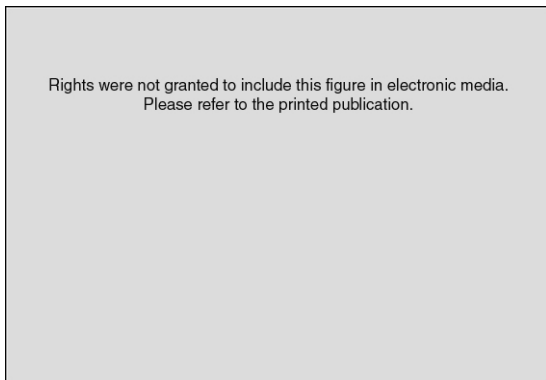 Rights were not granted to include this figure in electronic media.
Please refer to the printed publication.